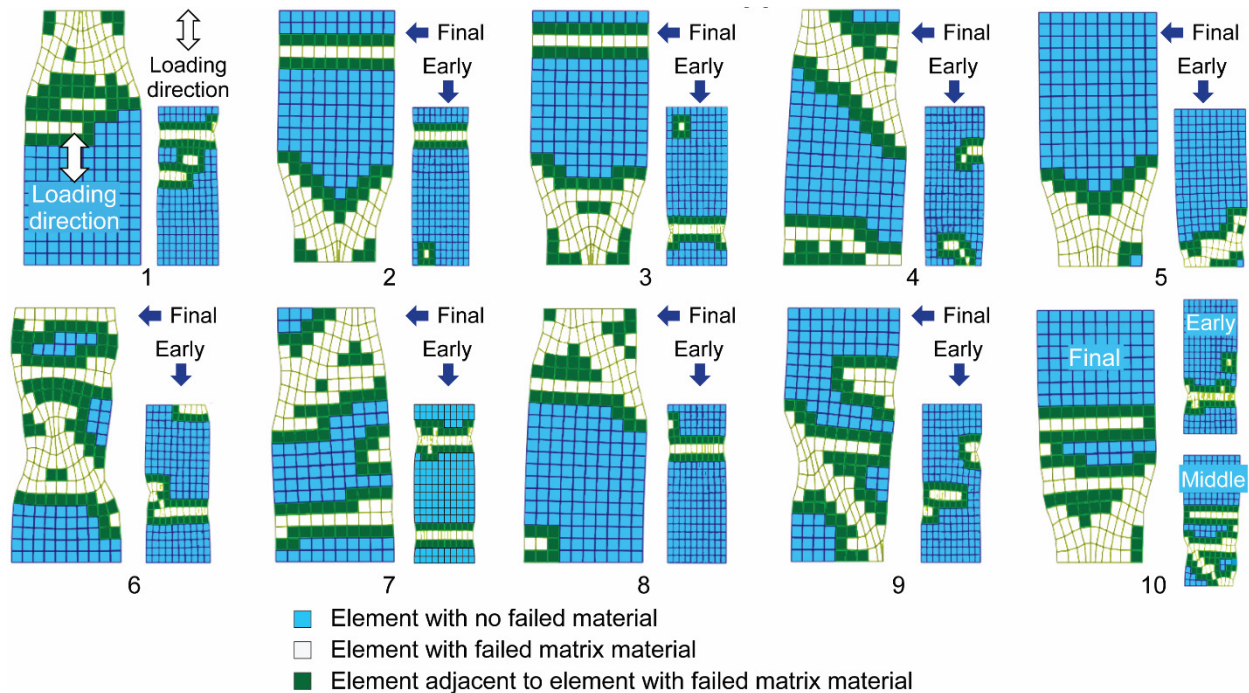 Loading
direction
Final
Early
Final
Early
Final
Early
Final
Early
Loading
direction
1
2
3
4
5
Final
Early
Final
Early
Final
Early
Final
Early
Final
Early
Middle
6
7
8
9
10
Element with no failed material
Element with failed matrix material
Element adjacent to element with failed matrix material